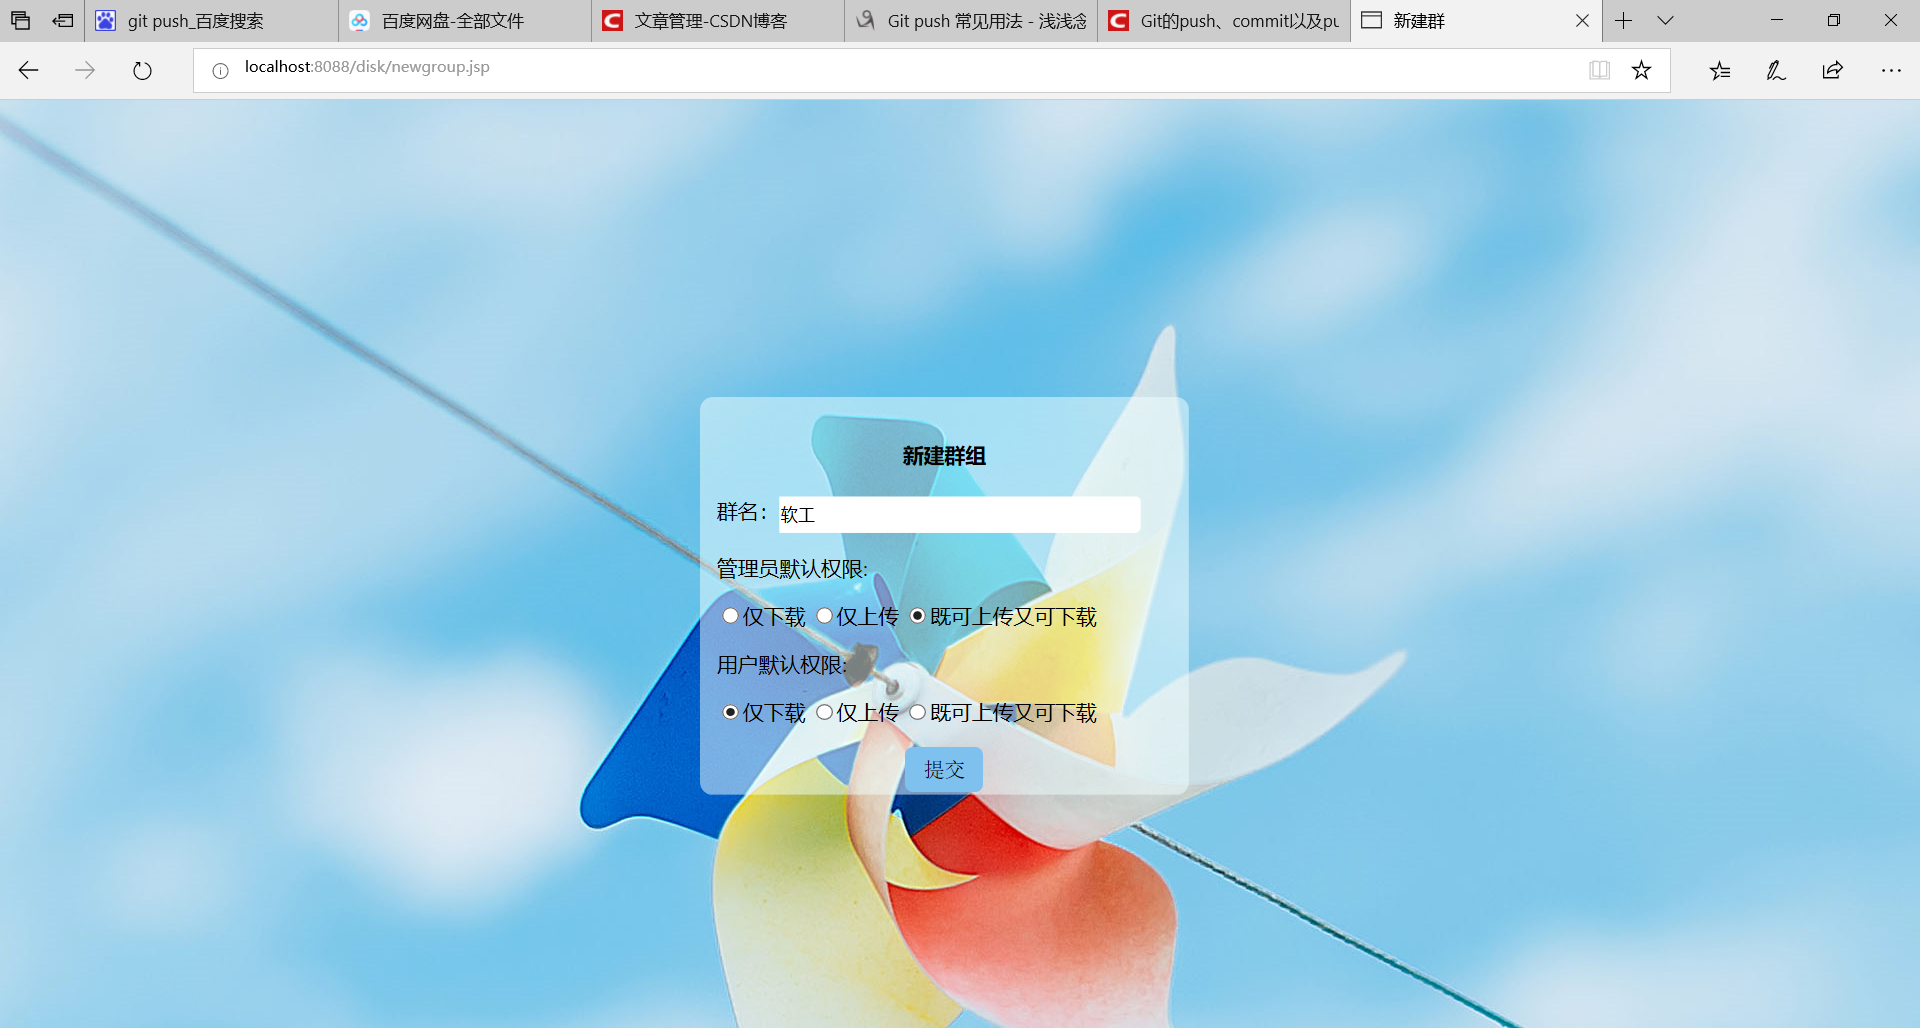 git push_百度搜索
百度网盘-全部文件
文章管理-CSDN博客
Git push 常见用法 - 浅浅念
Git的push、commit以及pu
新建群
localhost:8088/disk/newgroup.jsp
新建群组
群名：软工
管理员默认权限:
仅下载 仅上传 既可上传又可下载
用户默认权限:
仅下载 仅上传 既可上传又可下载
提交